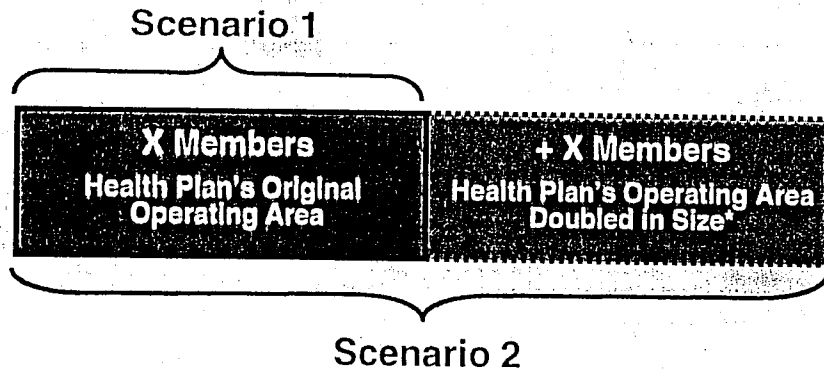 Scenario 1
X Members
Health Plan's Original
Operating Area
+ X Members
Health Plan's Operating Area
Doubled in Size*
Scenario 2